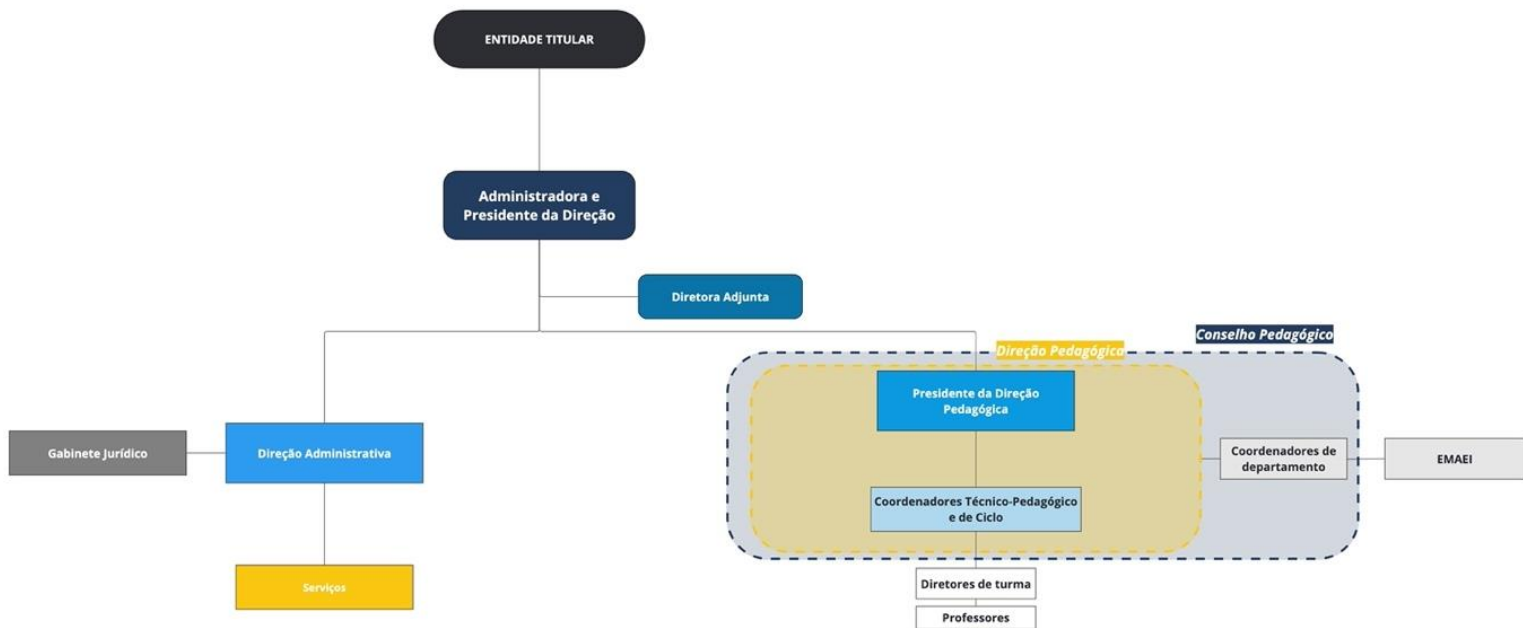 ENTIDADE TITULAR
Administradora e
Presidente da Direção
Diretora Adjunta
Conselho Pedagógico
Direção Pedagógica
Presidente da Direção
Pedagógica
Gabinete Jurídico
Direção Administrativa
Coordenadores de
departamento
EMAEI
Coordenadores Técnico-Pedagógico
e de Ciclo
Serviços
Diretores de turma
Professores